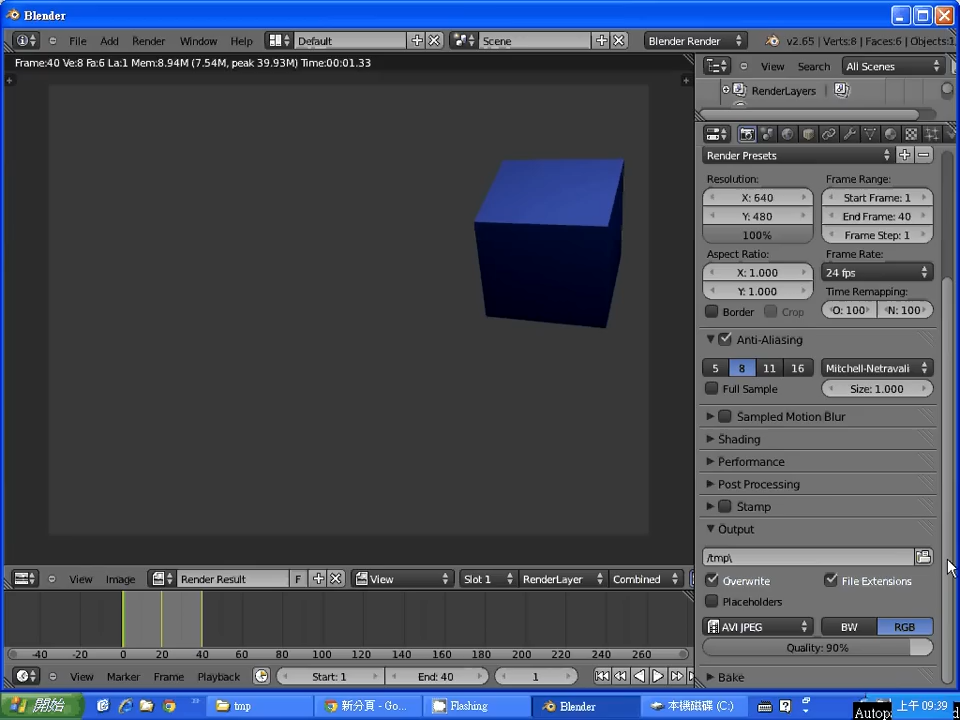 Blender
File Add Render Window Help Default Scene Blender Render v2.65 | Verts:8 | Faces:6 | Objects:1
Frame:40 Ve:8 Fa:6 La:1 Mem:8.94M (7.54M, peak 39.93M) Time:00:01.33
View Search All Scenes
RenderLayers
Render Presets
Resolution: Frame Range:
X: 640 Start Frame: 1
Y: 480 End Frame: 40
100% Frame Step: 1
Aspect Ratio: Frame Rate:
X: 1.000 24 fps
Y: 1.000 Time Remapping:
Border Crop O: 100 N: 100
Anti-Aliasing
5 8 11 16 Mitchell-Netravali
Full Sample Size: 1.000
Sampled Motion Blur
Shading
Performance
Post Processing
Stamp
Output
/tmp\
Overwrite File Extensions
Placeholders
AVI JPEG BW RGB
Quality: 90%
Bake
View Image Render Result F View Slot 1 RenderLayer Combined
-40 -20 0 20 40 60 80 100 120 140 160 180 200 220 240 260
View Marker Frame Playback Start: 1 End: 40 1
開始 tmp 新分頁 - Go... Flashing Blender 本機磁碟 (C:) 上午 09:39